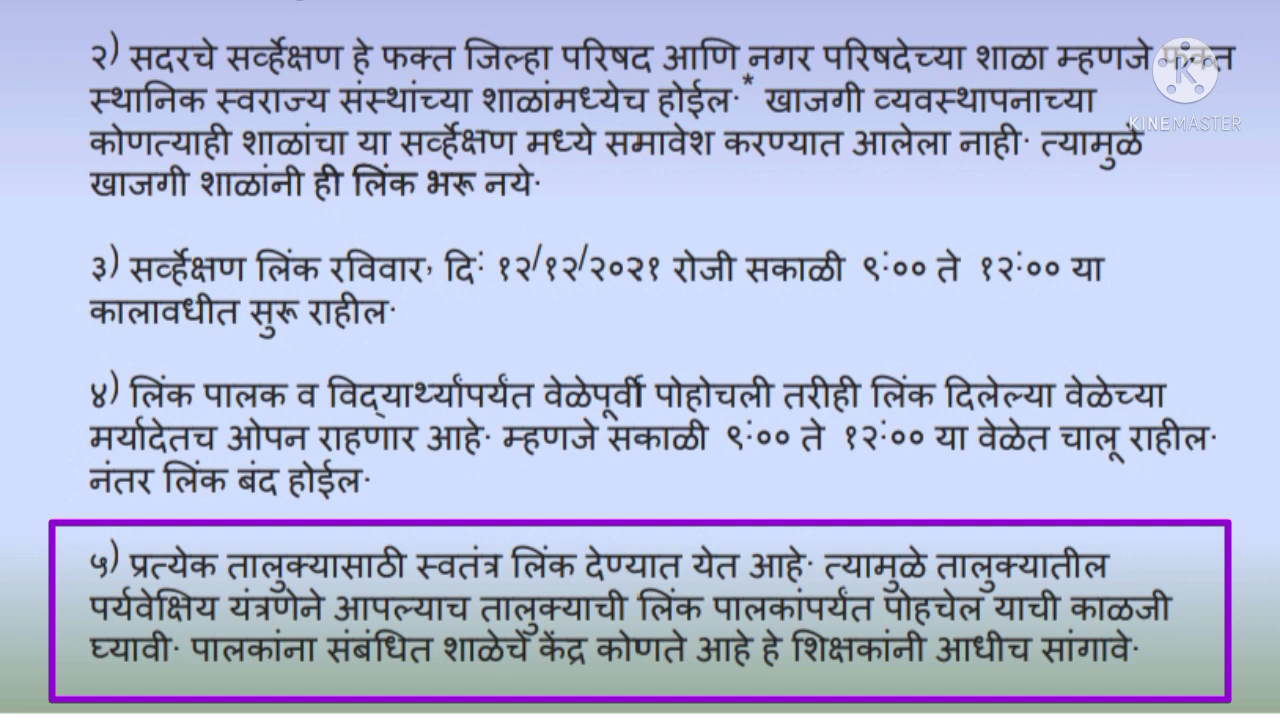 २) सदरचे सर्व्हेक्षण हे फक्त जिल्हा परिषद आणि नगर परिषदेच्या शाळा म्हणजे फक्त
स्थानिक स्वराज्य संस्थांच्या शाळांमध्येच होईल.* खाजगी व्यवस्थापनाच्या
कोणत्याही शाळांचा या सर्व्हेक्षण मध्ये समावेश करण्यात आलेला नाही. त्यामुळे
खाजगी शाळांनी ही लिंक भरू नये.
३) सर्व्हेक्षण लिंक रविवार, दि: १२/१२/२०२१ रोजी सकाळी ९:०० ते १२:०० या
कालावधीत सुरू राहील.
४) लिंक पालक व विद्यार्थ्यांपर्यंत वेळेपूर्वी पोहोचली तरीही लिंक दिलेल्या वेळेच्या
मर्यादेतच ओपन राहणार आहे. म्हणजे सकाळी ९:०० ते १२:०० या वेळेत चालू राहील.
नंतर लिंक बंद होईल.
५) प्रत्येक तालुक्यासाठी स्वतंत्र लिंक देण्यात येत आहे. त्यामुळे तालुक्यातील
पर्यवेक्षिय यंत्रणेने आपल्याच तालुक्याची लिंक पालकांपर्यंत पोहचेल याची काळजी
घ्यावी. पालकांना संबंधित शाळेचे केंद्र कोणते आहे हे शिक्षकांनी आधीच सांगावे.
K
KINEMASTER